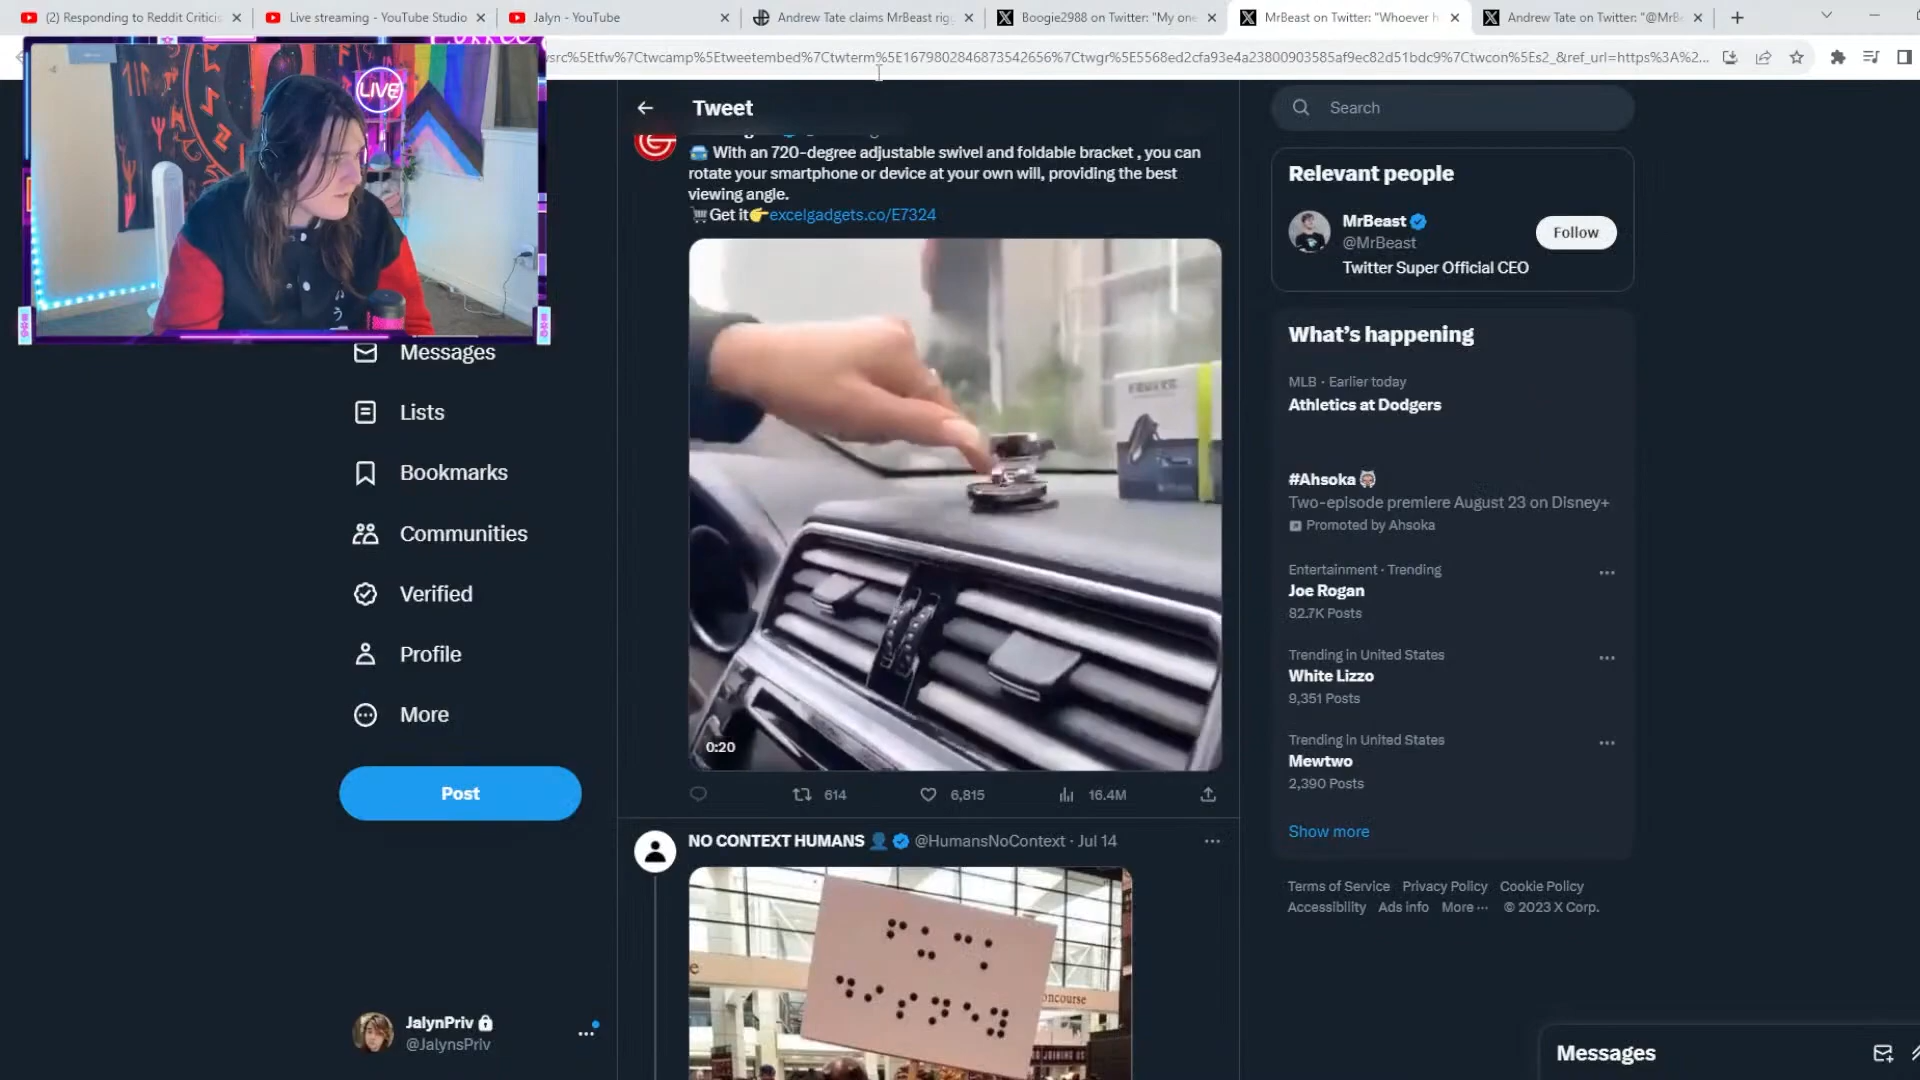 (2) Responding to Reddit Criticis
Live streaming - YouTube Studio
Jalyn - YouTube
Andrew Tate claims MrBeast rigg
Boogie2988 on Twitter: "My one
MrBeast on Twitter: "Whoever h
Andrew Tate on Twitter: "@MrBe
LIVE
Tweet
Search
With an 720-degree adjustable swivel and foldable bracket , you can
rotate your smartphone or device at your own will, providing the best
viewing angle.
Get it excelgadgets.co/E7324
0:20
614
6,815
16.4M
NO CONTEXT HUMANS @HumansNoContext · Jul 14
Messages
Lists
Bookmarks
Communities
Verified
Profile
More
Post
JalynPriv
@JalynsPriv
Relevant people
MrBeast
@MrBeast
Follow
Twitter Super Official CEO
What's happening
MLB · Earlier today
Athletics at Dodgers
#Ahsoka
Two-episode premiere August 23 on Disney+
Promoted by Ahsoka
Entertainment · Trending
Joe Rogan
82.7K Posts
Trending in United States
White Lizzo
9,351 Posts
Trending in United States
Mewtwo
2,390 Posts
Show more
Terms of Service Privacy Policy Cookie Policy
Accessibility Ads info More ··· © 2023 X Corp.
Messages